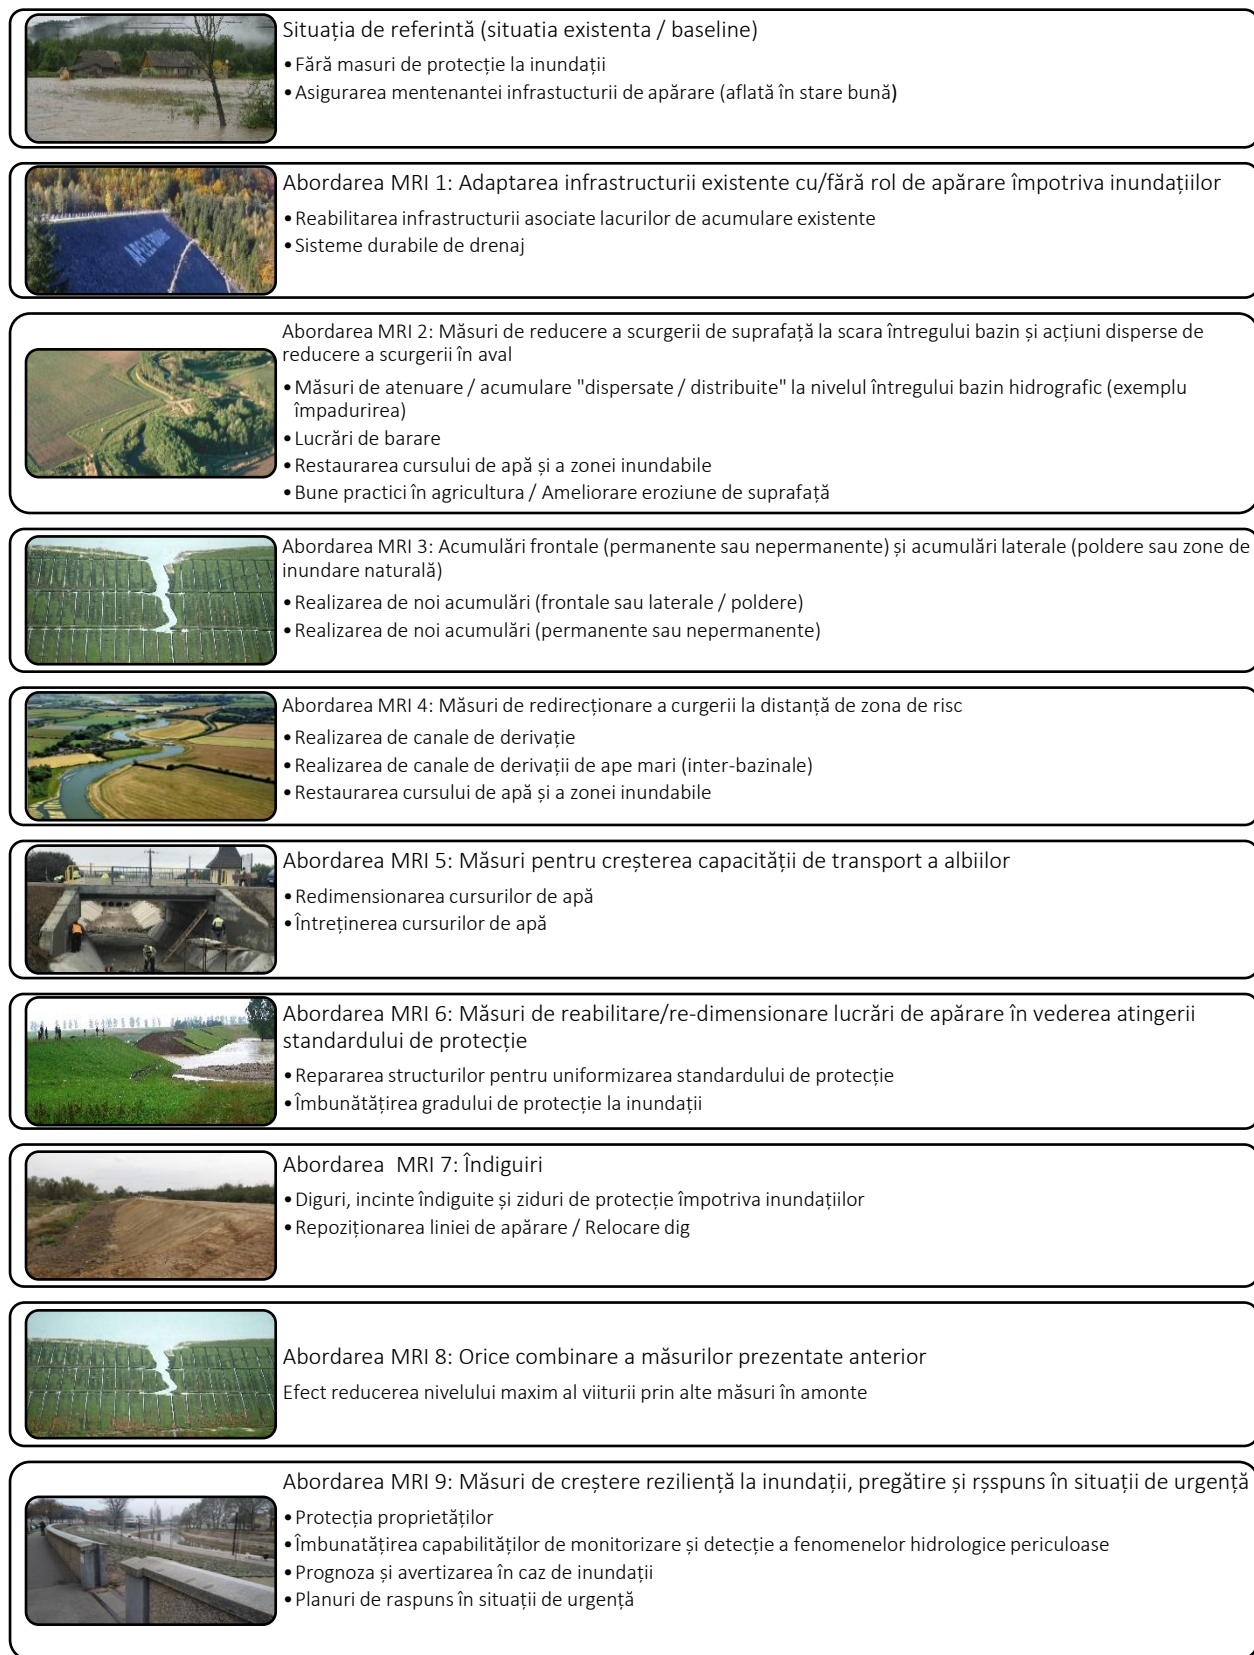 Situația de referintă (situatia existenta / baseline)
•Fără masuri de protecție la inundații
•Asigurarea mentenantei infrastucturii de apărare (aflată în stare bună)
Abordarea MRI 1: Adaptarea infrastructurii existente cu/fără rol de apărare împotriva inundațiilor
•Reabilitarea infrastructurii asociate lacurilor de acumulare existente
•Sisteme durabile de drenaj
Abordarea MRI 2: Măsuri de reducere a scurgerii de suprafață la scara întregului bazin și acțiuni disperse de
reducere a scurgerii în aval
•Măsuri de atenuare / acumulare "dispersate / distribuite" la nivelul întregului bazin hidrografic (exemplu
împadurirea)
•Lucrări de barare
•Restaurarea cursului de apă și a zonei inundabile
•Bune practici în agricultura / Ameliorare eroziune de suprafață
Abordarea MRI 3: Acumulări frontale (permanente sau nepermanente) și acumulări laterale (poldere sau zone de
inundare naturală)
•Realizarea de noi acumulări (frontale sau laterale / poldere)
•Realizarea de noi acumulări (permanente sau nepermanente)
Abordarea MRI 4: Măsuri de redirecționare a curgerii la distanță de zona de risc
•Realizarea de canale de derivație
•Realizarea de canale de derivații de ape mari (inter-bazinale)
•Restaurarea cursului de apă și a zonei inundabile
Abordarea MRI 5: Măsuri pentru creșterea capacității de transport a albiilor
•Redimensionarea cursurilor de apă
•Întreținerea cursurilor de apă
Abordarea MRI 6: Măsuri de reabilitare/re-dimensionare lucrări de apărare în vederea atingerii
standardului de protecție
•Repararea structurilor pentru uniformizarea standardului de protecție
•Îmbunătățirea gradului de protecție la inundații
Abordarea  MRI 7: Îndiguiri
•Diguri, incinte îndiguite și ziduri de protecție împotriva inundațiilor
•Repoziționarea liniei de apărare / Relocare dig
Abordarea MRI 8: Orice combinare a măsurilor prezentate anterior
Efect reducerea nivelului maxim al viiturii prin alte măsuri în amonte
Abordarea MRI 9: Măsuri de creștere reziliență la inundații, pregătire și rșspuns în situații de urgență
•Protecția proprietăților
•Îmbunatățirea capabilităților de monitorizare și detecție a fenomenelor hidrologice periculoase
•Prognoza și avertizarea în caz de inundații
•Planuri de raspuns în situații de urgență